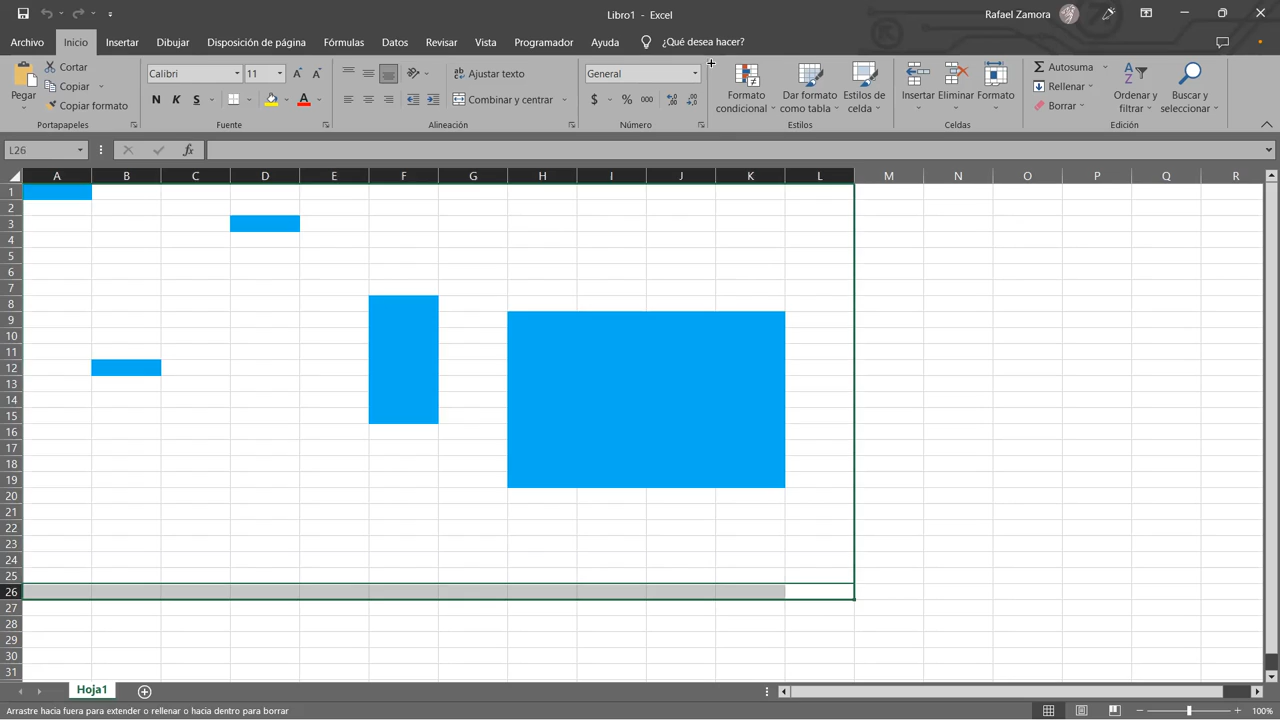 Libro1 - Excel
Rafael Zamora
Archivo Inicio Insertar Dibujar Disposición de página Fórmulas Datos Revisar Vista Programador Ayuda ¿Qué desea hacer?
Pegar
Cortar
Copiar
Copiar formato
Portapapeles
Calibri 11
N K S
Fuente
Ajustar texto
Combinar y centrar
Alineación
General
$ % 000
Número
Formato condicional
Dar formato como tabla
Estilos de celda
Estilos
Insertar Eliminar Formato
Celdas
Autosuma
Rellenar
Borrar
Ordenar y filtrar
Buscar y seleccionar
Edición
L26 fx
A B C D E F G H I J K L M N O P Q R
1
2
3
4
5
6
7
8
9
10
11
12
13
14
15
16
17
18
19
20
21
22
23
24
25
26
27
28
29
30
31
Hoja1
Arrastre hacia fuera para extender o rellenar o hacia dentro para borrar
100%